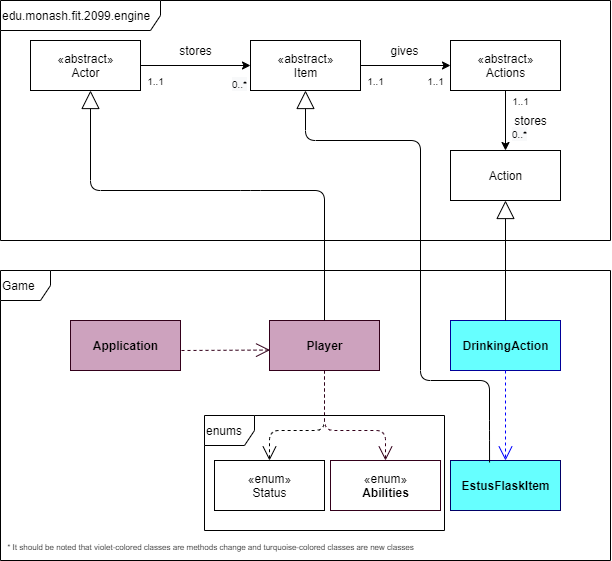 edu.monash.fit.2099.engine
«abstract»
Actor
stores
1..1
0..*
«abstract»
Item
gives
1..1
1..1
«abstract»
Actions
1..1
stores
0..*
Action
Game
Application
Player
DrinkingAction
enums
«enum»
Status
«enum»
Abilities
EstusFlaskItem
* It should be noted that violet-colored classes are methods change and turquoise-colored classes are new classes